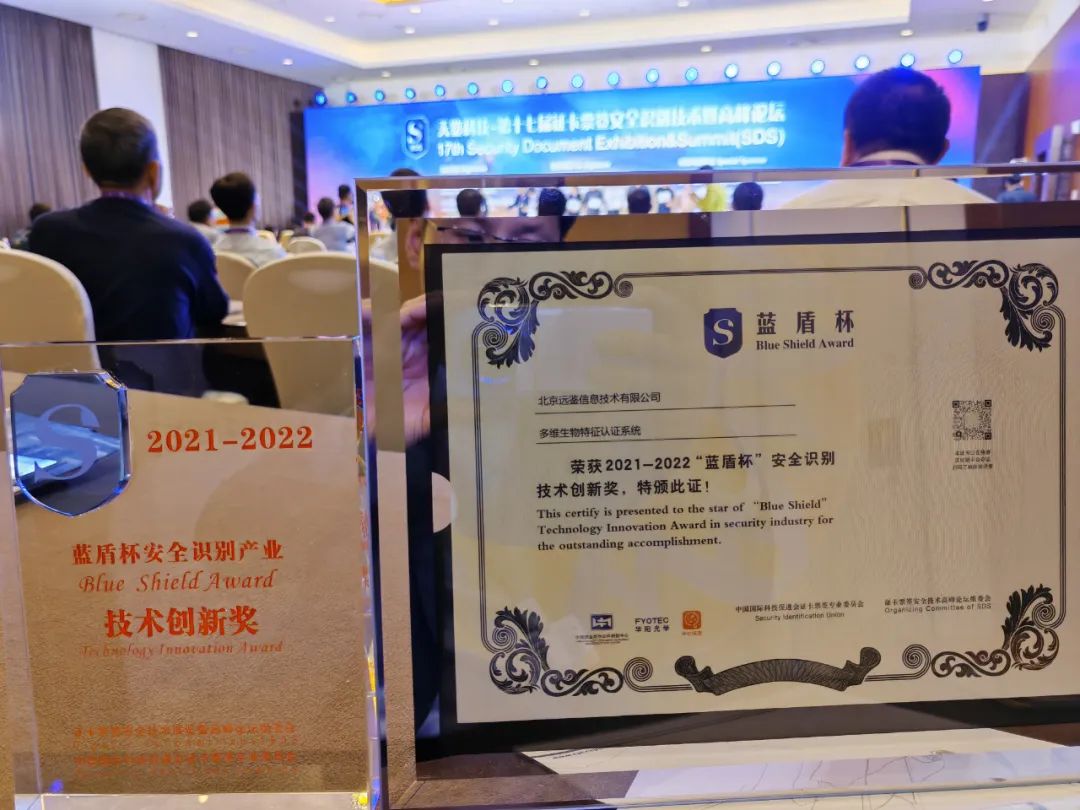 17th Security Document Exhibition&Summit(SDS)
S
2021-2022
蓝盾杯安全识别产业
Blue Shield Award
技术创新奖
Technology Innovation Award
S
蓝盾杯
Blue Shield Award
北京远鉴信息技术有限公司
多维生物特征认证系统
荣获2021—2022“蓝盾杯”安全识别
技术创新奖，特颁此证！
This certify is presented to the star of “Blue Shield”
Technology Innovation Award in security industry for
the outstanding accomplishment.
FYOTEC
华阳光学
中国国际科技促进会证卡票签专业委员会
Security Identification Union
证卡票签安全技术高峰论坛组委会
Organizing Committee of SDS